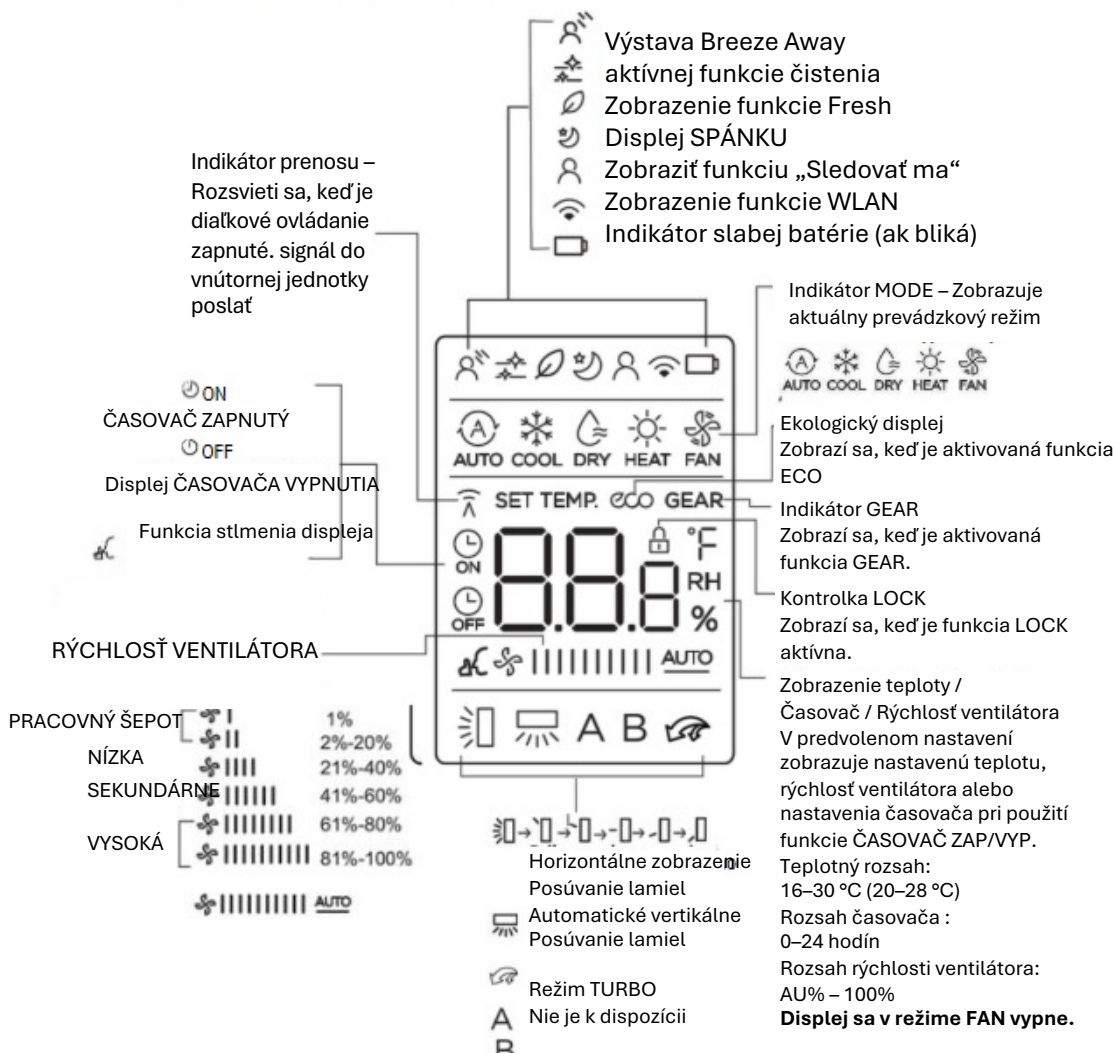 Výstava Breeze Away
aktívnej funkcie čistenia
Zobrazenie funkcie Fresh
Displej SPÁNKU
Zobraziť funkciu „Sledovať ma“
Zobrazenie funkcie WLAN
Indikátor slabej batérie (ak bliká)
Indikátor prenosu –
Rozsvieti sa, keď je
diaľkové ovládanie
zapnuté. signál do
vnútornej jednotky
poslať
Indikátor MODE – Zobrazuje
aktuálny prevádzkový režim
AUTO COOL DRY HEAT FAN
ON
ČASOVAČ ZAPNUTÝ
OFF
Displej ČASOVAČA VYPNUTIA
Funkcia stlmenia displeja
A
AUTO COOL DRY HEAT FAN
SET TEMP. eco GEAR
ON
OFF
88.8
°F
RH
%
AUTO
A B
Ekologický displej
Zobrazí sa, keď je aktivovaná funkcia
ECO
Indikátor GEAR
Zobrazí sa, keď je aktivovaná
funkcia GEAR.
Kontrolka LOCK
Zobrazí sa, keď je funkcia LOCK
aktívna.
Zobrazenie teploty /
Časovač / Rýchlosť ventilátora
V predvolenom nastavení
zobrazuje nastavenú teplotu,
rýchlosť ventilátora alebo
nastavenia časovača pri použití
funkcie ČASOVAČ ZAP/VYP.
Teplotný rozsah:
16–30 °C (20–28 °C)
Rozsah časovača :
0–24 hodín
Rozsah rýchlosti ventilátora:
AU% – 100%
Displej sa v režime FAN vypne.
RÝCHLOSŤ VENTILÁTORA
PRACOVNÝ ŠEPOT
1%
2%-20%
NÍZKA
21%-40%
SEKUNDÁRNE
41%-60%
VYSOKÁ
61%-80%
81%-100%
AUTO
Horizontálne zobrazenie
Posúvanie lamiel
Automatické vertikálne
Posúvanie lamiel
Režim TURBO
A Nie je k dispozícii
B